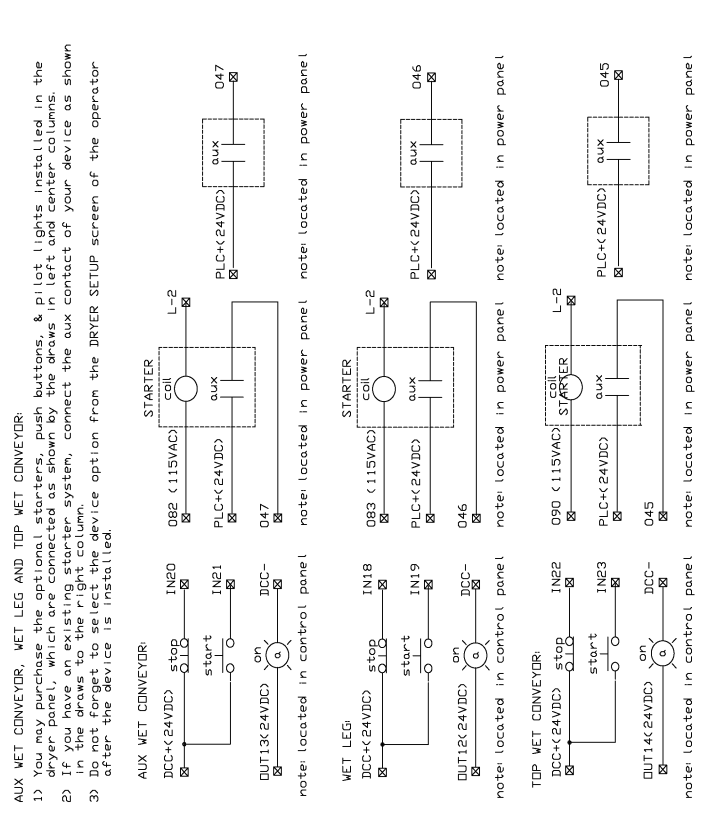 AUX WET CONVEYOR, WET LEG AND TOP WET CONVEYOR:
1) You may purchase the optional starters, push buttons, & pilot lights installed in the
dryer panel, which are connected as shown by the draws in left and center columns.
2) If you have an existing starter system, connect the aux contact of your device as shown
in the draws to the right column.
3) Do not forget to select the device option from the DRYER SETUP screen of the operator
after the device is installed.
AUX WET CONVEYOR:
DCC+(24VDC)
stop
IN20
start
IN21
OUT13(24VDC)
on
a
DCC-
note: located in control panel
STARTER
082 (115VAC)
coil
L-2
PLC+(24VDC)
aux
047
note: located in power panel
PLC+(24VDC)
aux
047
note: located in power panel
WET LEG:
DCC+(24VDC)
stop
IN18
start
IN19
OUT12(24VDC)
on
a
DCC-
note: located in control panel
STARTER
083 (115VAC)
coil
L-2
PLC+(24VDC)
aux
046
note: located in power panel
PLC+(24VDC)
aux
046
note: located in power panel
TOP WET CONVEYOR:
DCC+(24VDC)
stop
IN22
start
IN23
OUT14(24VDC)
on
a
DCC-
note: located in control panel
090 (115VAC)
coil
STARTER
L-2
PLC+(24VDC)
aux
045
note: located in power panel
PLC+(24VDC)
aux
045
note: located in power panel